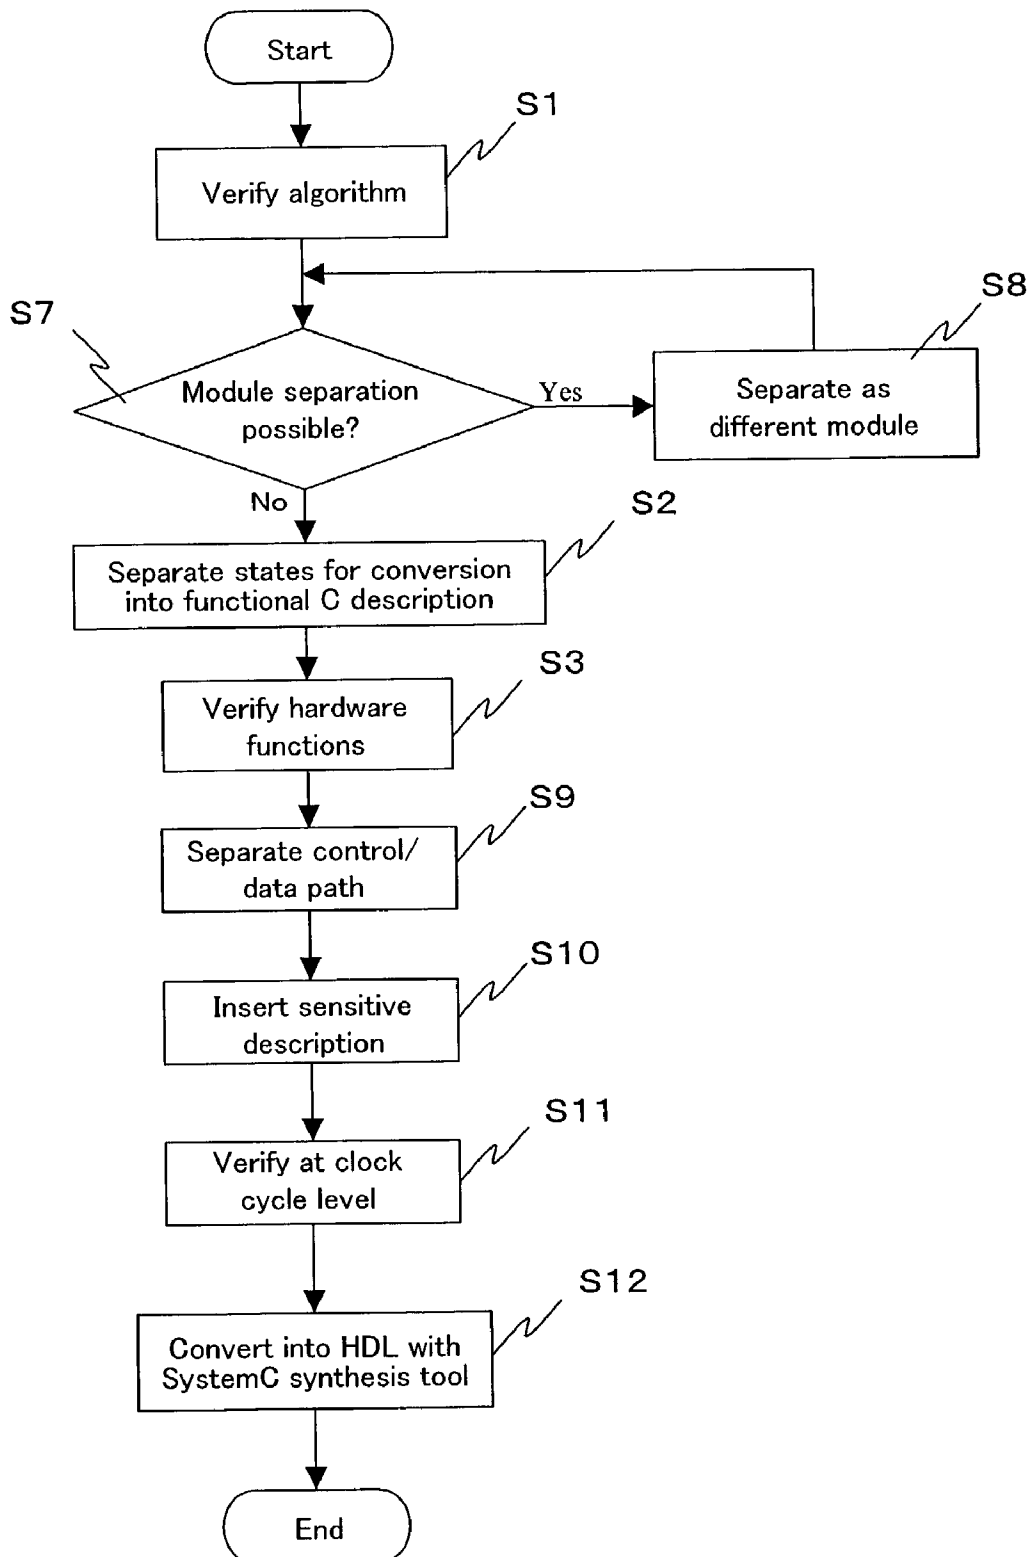 Start
S1
Verify algorithm
S7
S8
Module separation
possible?
Yes
Separate as
different module
No
S2
Separate states for conversion
into functional C description
S3
Verify hardware
functions
S9
Separate control/
data path
S10
Insert sensitive
description
S11
Verify at clock
cycle level
S12
Convert into HDL with
SystemC synthesis tool
End